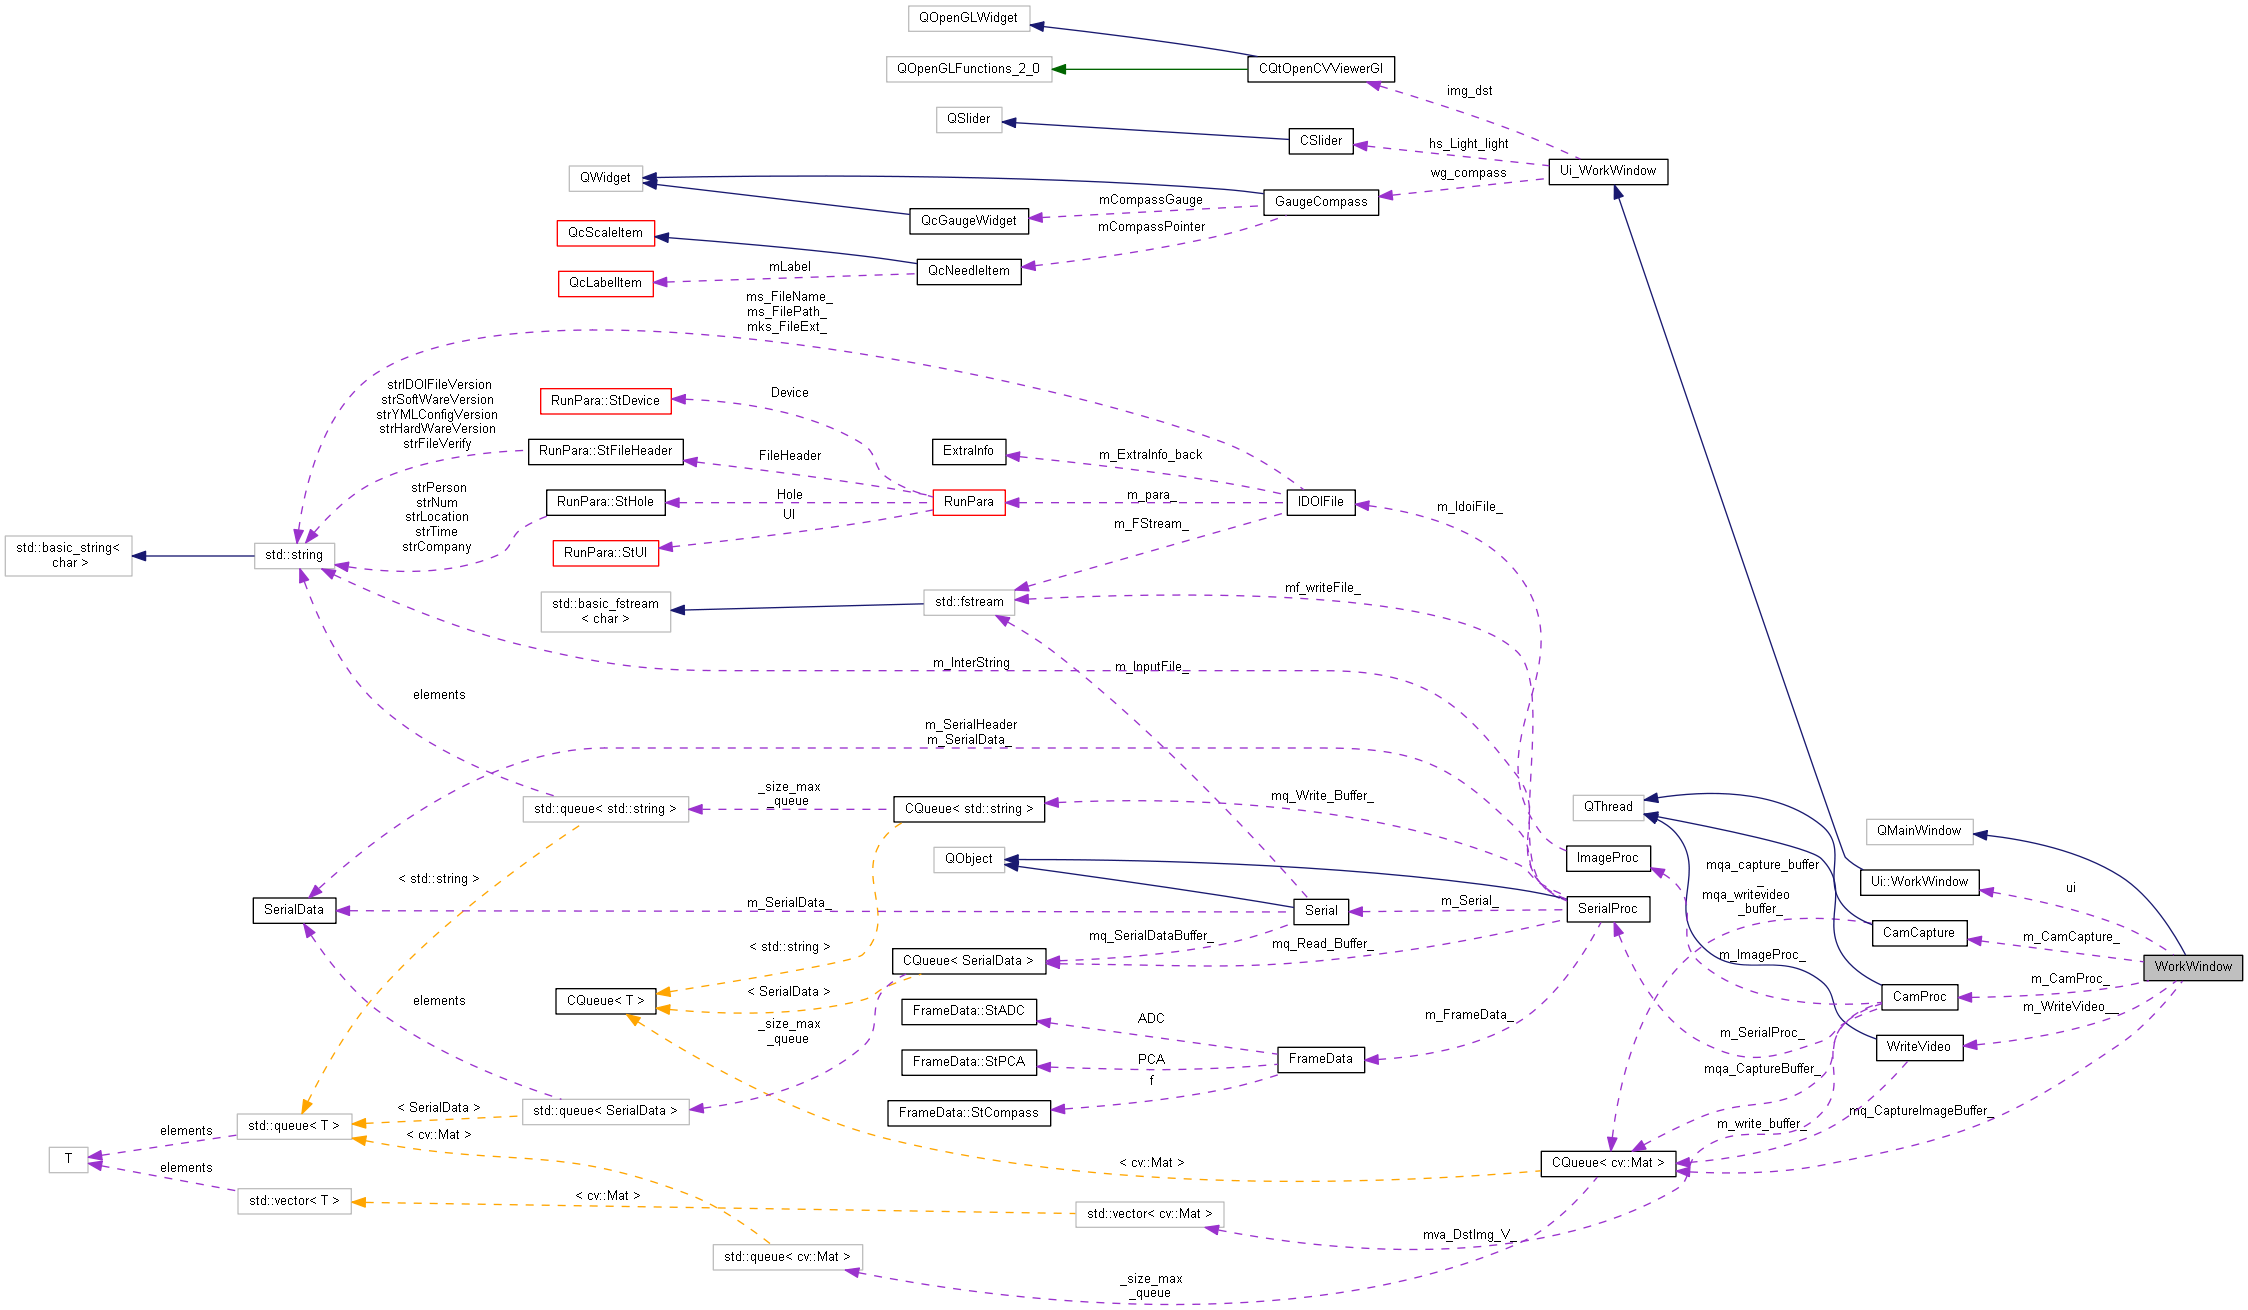 QOpenGLWidget
QOpenGLFunctions_2_0
CQtOpenCVViewerGl
img_dst
QSlider
CSlider
hs_Light_light
Ui_WorkWindow
wg_compass
QWidget
GaugeCompass
mCompassGauge
QcGaugeWidget
mCompassPointer
QcScaleItem
QcNeedleItem
mLabel
QcLabelItem
ms_FileName_
ms_FilePath_
mks_FileExt_
strIDOIFileVersion
strSoftWareVersion
strYMLConfigVersion
strHardWareVersion
strFileVerify
Device
RunPara::StDevice
RunPara::StFileHeader
FileHeader
ExtraInfo
m_ExtraInfo_back
strPerson
strNum
strLocation
strTime
strCompany
RunPara::StHole
Hole
UI
RunPara
m_para_
IDOIFile
m_IdoiFile_
m_FStream_
RunPara::StUI
std::basic_string<
char >
std::string
std::basic_fstream
< char >
std::fstream
mf_writeFile_
m_InterString
m_InputFile_
elements
m_SerialHeader
m_SerialData_
_size_max
_queue
std::queue< std::string >
CQueue< std::string >
mq_Write_Buffer_
QThread
QMainWindow
QObject
ImageProc
mqa_capture_buffer
_
mqa_writevideo
_buffer_
Ui::WorkWindow
ui
< std::string >
SerialData
m_SerialData_
Serial
m_Serial_
SerialProc
CamCapture
m_CamCapture_
mq_SerialDataBuffer_
mq_Read_Buffer_
< std::string >
CQueue< SerialData >
m_ImageProc_
WorkWindow
m_CamProc_
CamProc
m_WriteVideo__
elements
CQueue< T >
< SerialData >
FrameData::StADC
ADC
m_FrameData_
m_SerialProc_
_size_max
_queue
FrameData::StPCA
PCA
FrameData
WriteVideo
mqa_CaptureBuffer_
f
FrameData::StCompass
< SerialData >
std::queue< SerialData >
std::queue< T >
mq_CaptureImageBuffer_
m_write_buffer_
elements
< cv::Mat >
T
< cv::Mat >
CQueue< cv::Mat >
elements
std::vector< T >
< cv::Mat >
std::vector< cv::Mat >
mva_DstImg_V_
std::queue< cv::Mat >
_size_max
_queue